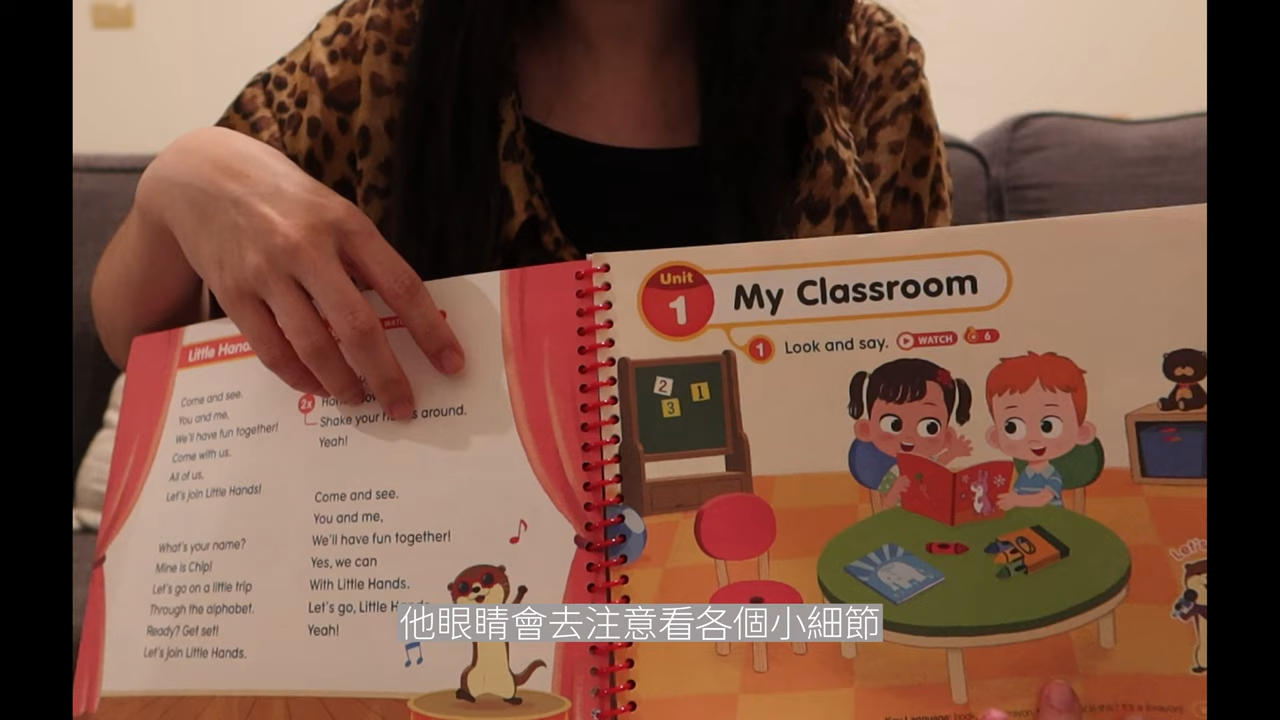 Little Hands
Come and see.
You and me,
We'll have fun together!
Come with us.
All of us,
Let's join Little Hands!
What's your name?
Mine is Chip!
Let's go on a little trip
Through the alphabet.
Ready? Get set!
Let's join Little Hands.
2x
Shake your hands around.
Yeah!
Come and see.
You and me,
We'll have fun together!
Yes, we can
With Little Hands.
Let's go, Little Hands.
Yeah!
Unit
1
My Classroom
1 Look and say. WATCH 6
2
1
3
Let's
他眼睛會去注意看各個小細節